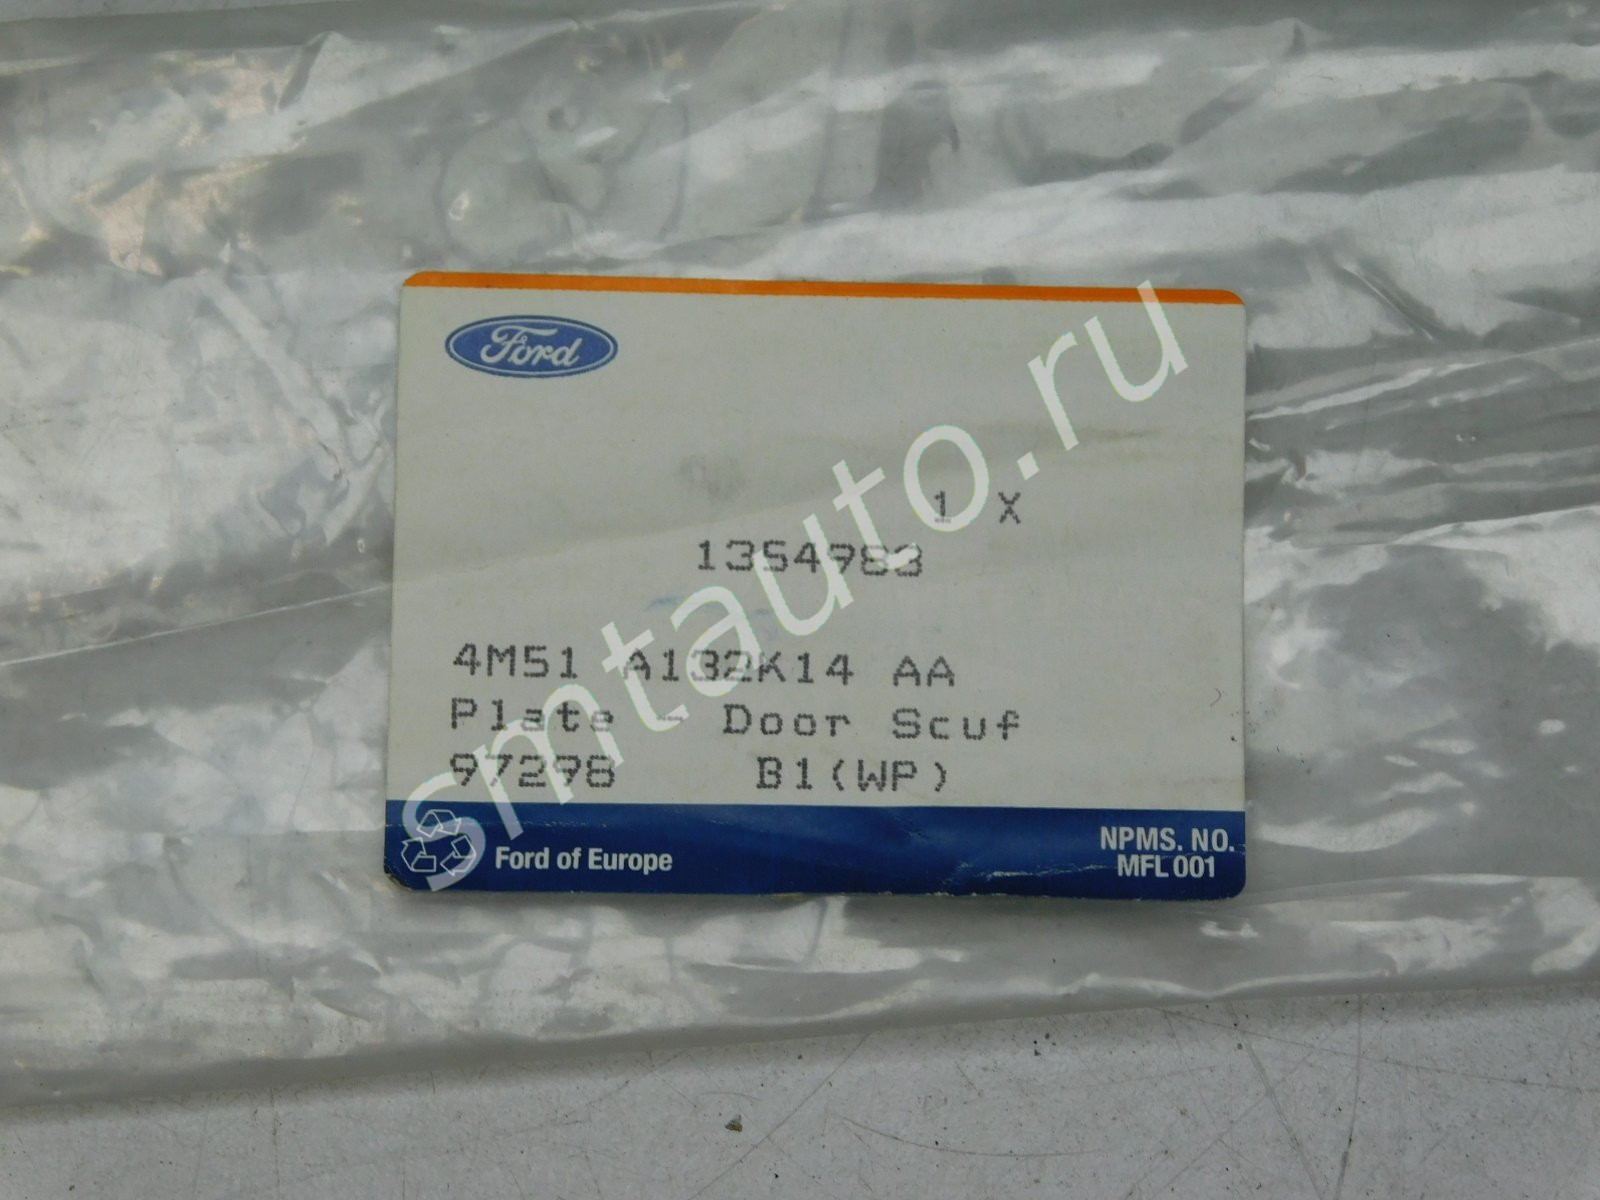 Ford
1 X
1354983
4M51 A132K14 AA
Plate - Door Scuf
97298 B1(WP)
Ford of Europe
NPMS. NO.
MFL 001
smtauto.ru